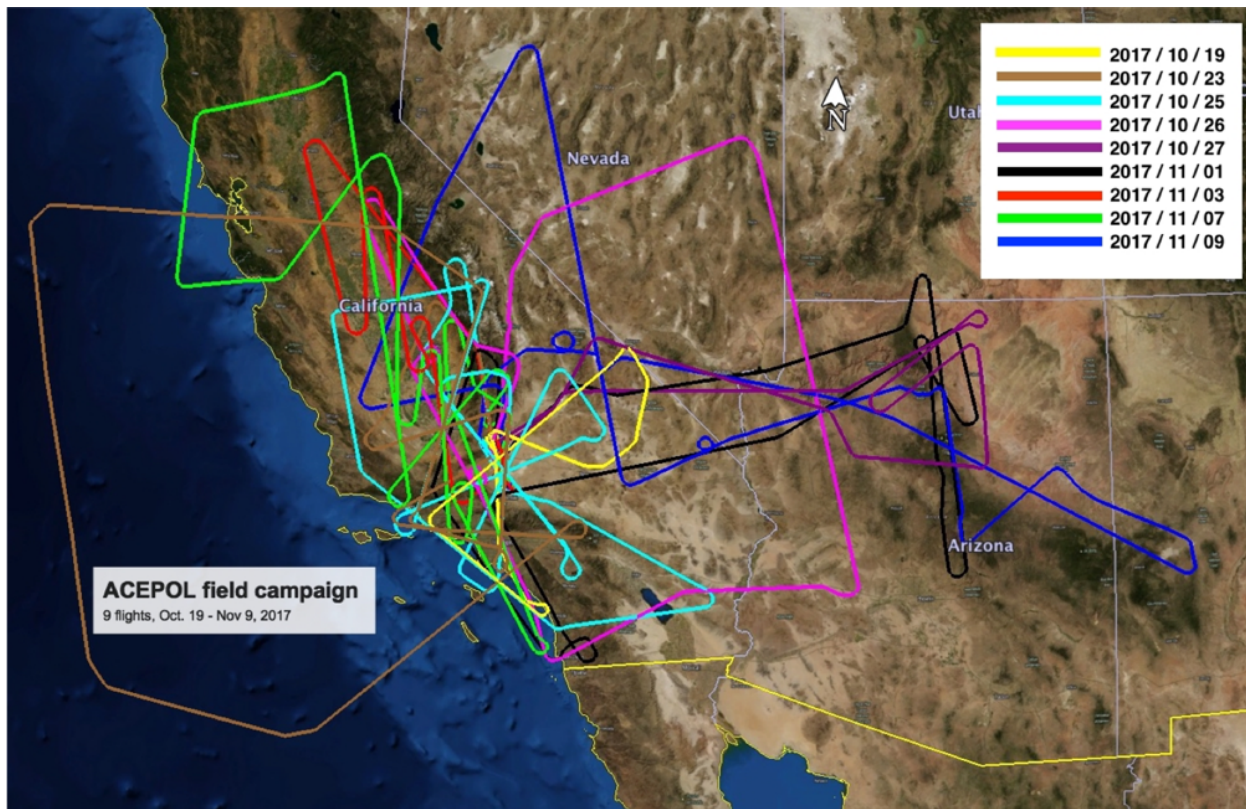 2017 / 10 / 19
2017 / 10 / 23
2017 / 10 / 25
2017 / 10 / 26
2017 / 10 / 27
2017 / 11 / 01
2017 / 11 / 03
2017 / 11 / 07
2017 / 11 / 09
N
Utah
Nevada
California
Arizona
ACEPOL field campaign
9 flights, Oct. 19 - Nov 9, 2017